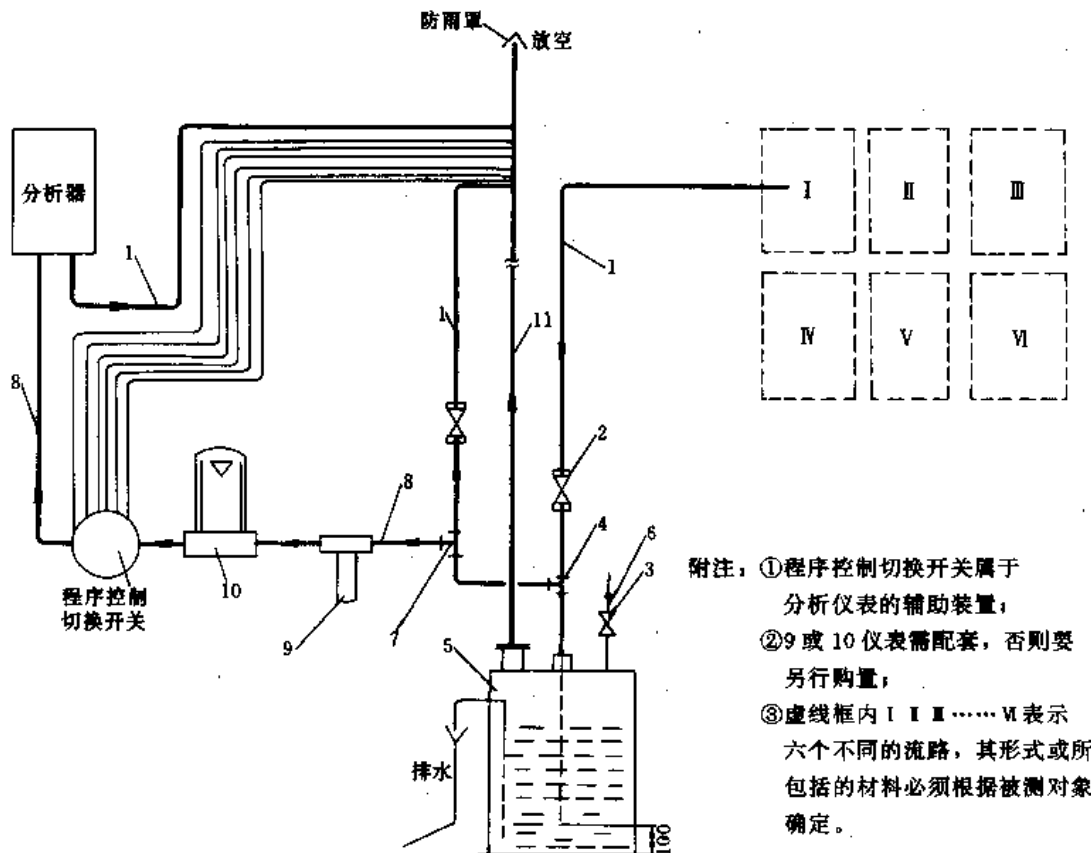 防雨罩
放空
分析器
Ⅰ
Ⅱ
Ⅲ
1
1
1
11
Ⅳ
Ⅴ
Ⅵ
8
2
8
4
6
3
10
程序控制
切换开关
9
7
5
排水
100
附注：①程序控制切换开关属于
分析仪表的辅助装置；
②9 或 10 仪表需配套，否则要
另行购置；
③虚线框内 Ⅰ Ⅱ Ⅲ……Ⅵ 表示
六个不同的流路，其形式或所
包括的材料必须根据被测对象
确定。